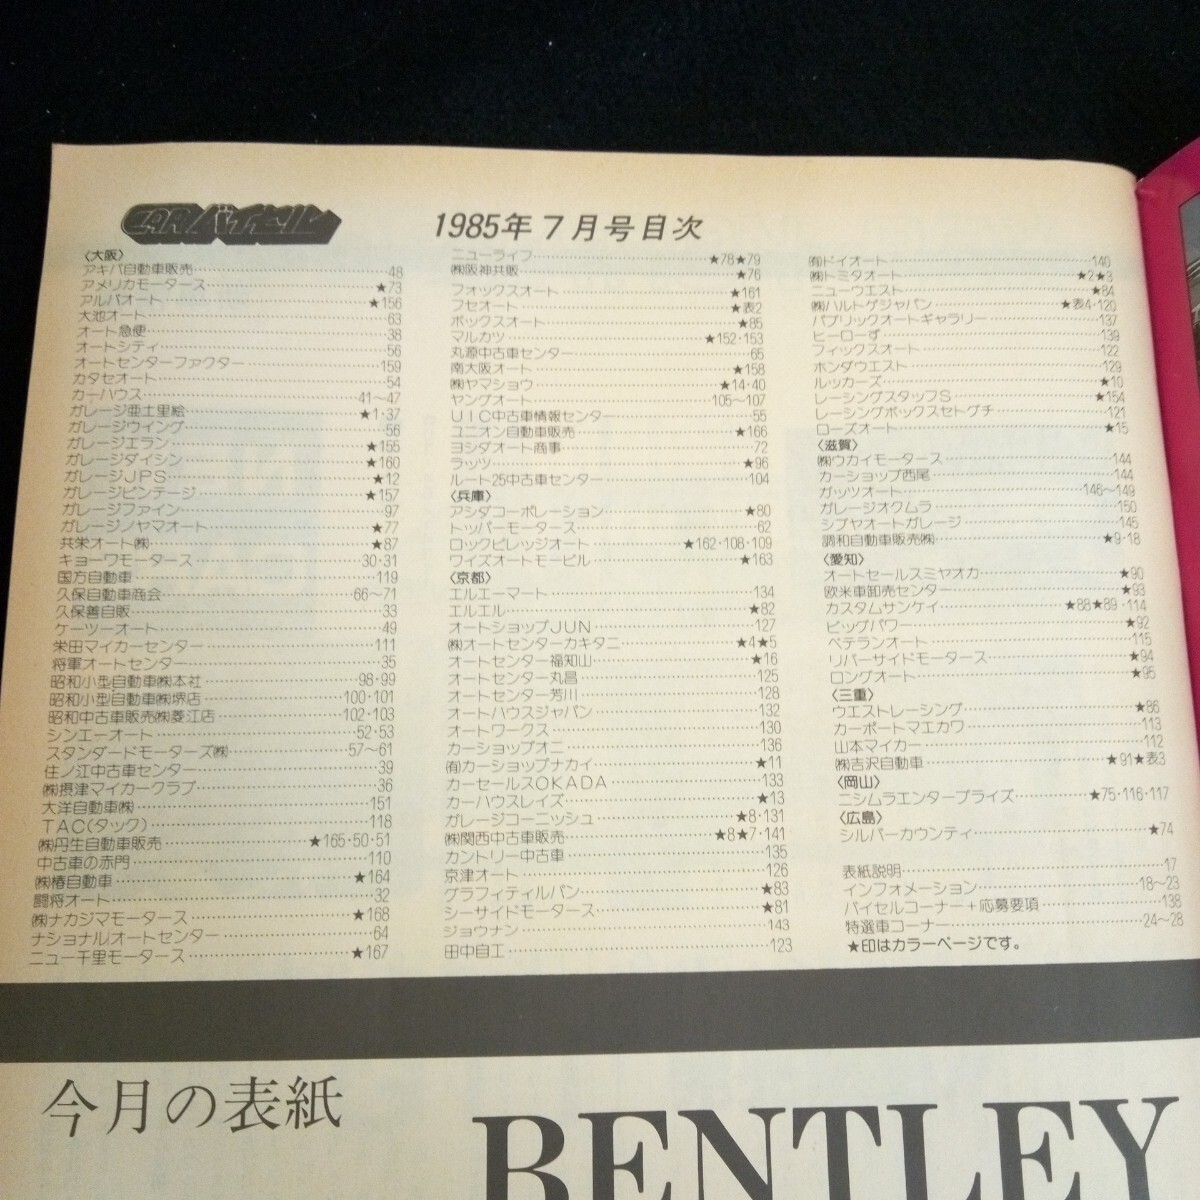 CARバイセル
1985年7月号目次
〈大阪〉
アキバ自動車販売 48
アメリカモータース ★73
アルパオート ★156
大池オート 63
オート急便 38
オートシティ 56
オートセンターファクター 159
カタセオート 54
カーハウス 41〜47
ガレージ亜土里絵 ★1・37
ガレージウイング 56
ガレージエラン ★155
ガレージダイシン ★160
ガレージJPS ★12
ガレージビンテージ ★157
ガレージファイン 97
ガレージノヤマオート ★77
共栄オート㈱ ★87
キョーワモータース 30・31
国方自動車 119
久保自動車商会 66〜71
久保善自販 33
ケーツーオート 49
栄田マイカーセンター 111
将軍オートセンター 35
昭和小型自動車㈱本社 98・99
昭和小型自動車㈱堺店 100・101
昭和中古車販売㈱菱江店 102・103
シンエーオート 52・53
スタンダードモーターズ㈱ 57〜61
住ノ江中古車センター 39
㈱摂津マイカークラブ 36
大洋自動車㈱ 151
TAC(タック) 118
㈱丹生自動車販売 ★165・50・51
中古車の赤門 110
㈱椿自動車 ★164
闘将オート 32
㈱ナカジマモータース ★168
ナショナルオートセンター 64
ニュー千里モータース ★167
ニューライフ ★78★79
㈱阪神共販 ★76
フォックスオート ★161
フセオート ★表2
ボックスオート ★85
マルカツ ★152・153
丸源中古車センター 65
南大阪オート ★158
㈱ヤマショウ ★14・40
ヤングオート 105〜107
UIC中古車情報センター 55
ユニオン自動車販売 ★166
ヨシダオート商事 72
ラッツ ★96
ルート25中古車センター 104
〈兵庫〉
アシダコーポレーション ★80
トッパーモータース 62
ロックビレッジオート ★162・108・109
ワイズオートモービル ★163
〈京都〉
エルエーマート 134
エルエル ★82
オートショップJUN 127
㈱オートセンターカキタニ ★4★5
オートセンター福知山 ★16
オートセンター丸昌 125
オートセンター芳川 128
オートハウスジャパン 132
オートワークス 130
カーショップオニ 136
㈲カーショップナカイ ★11
カーセールスOKADA 133
カーハウスレイズ ★13
ガレージコーニッシュ ★8・131
㈱関西中古車販売 ★8★7・141
カントリー中古車 135
京津オート 126
グラフィティルパン ★83
シーサイドモータース ★81
ジョウナン 143
田中自工 123
㈲ドイオート 140
㈱トミタオート ★2★3
ニューウエスト ★84
㈱ハルトゲジャパン ★表4・120
パブリックオートギャラリー 137
ヒーローず 139
フィックスオート 122
ホンダウエスト 129
ルッカーズ ★10
レーシングスタッフS ★154
レーシングボックスセトグチ 121
ローズオート ★15
〈滋賀〉
㈱ウカイモータース 144
カーショップ西尾 144
ガッツオート 146〜149
ガレージオクムラ 150
シブヤオートガレージ 145
調和自動車販売㈱ ★9・18
〈愛知〉
オートセールスミヤオカ ★90
欧米車卸売センター ★93
カスタムサンケイ ★88★89・114
ビッグパワー ★92
ベテランオート 115
リバーサイドモータース ★94
ロングオート ★95
〈三重〉
ウエストレーシング ★86
カーポートマエカワ 113
山本マイカー 112
㈱吉沢自動車 ★91★表3
〈岡山〉
ニシムラエンタープライズ ★75・116・117
〈広島〉
シルバーカウンティ ★74
表紙説明 17
インフォメーション 18〜23
バイセルコーナー+応募要項 138
特選車コーナー 24〜28
★印はカラーページです。
今月の表紙
BENTLEY